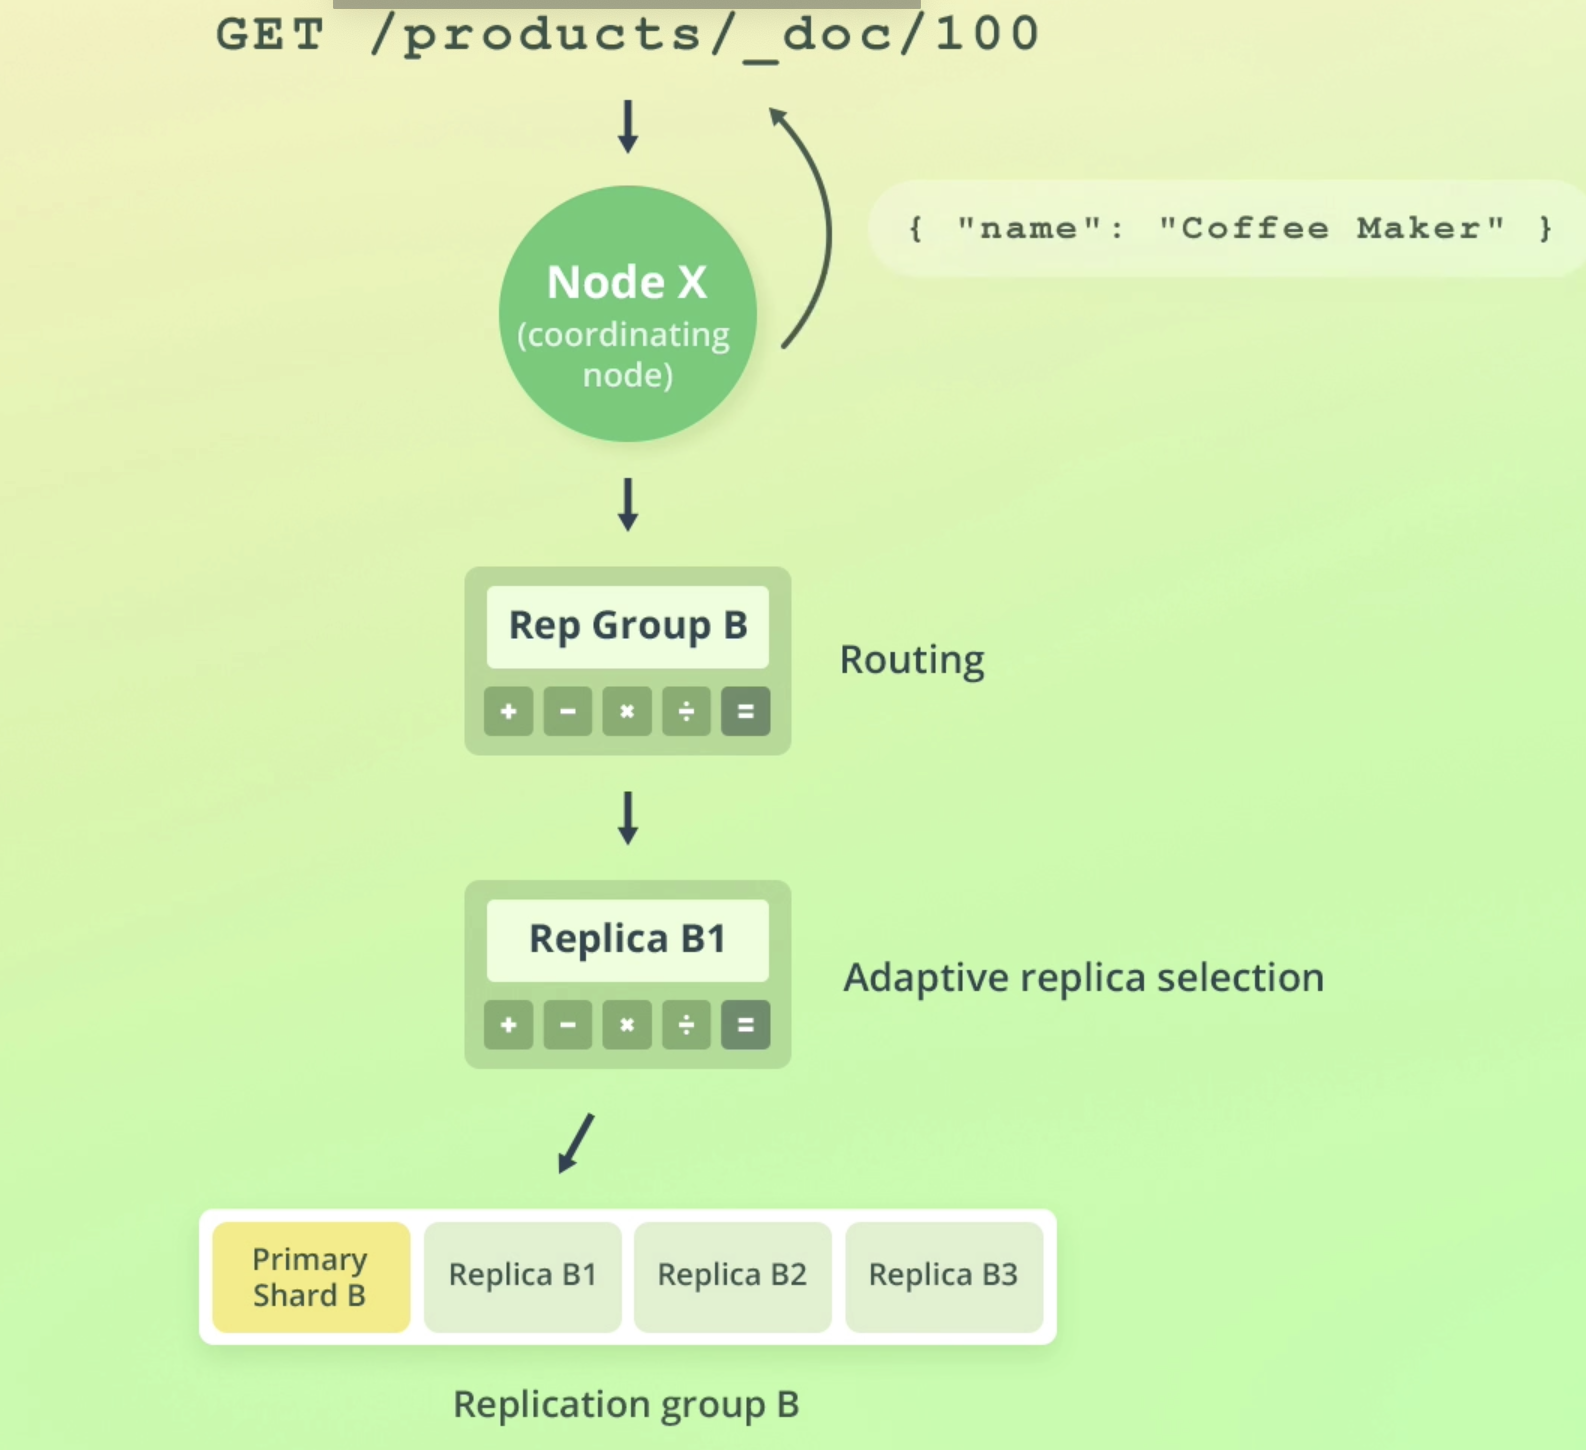 GET /products/_doc/100
{ "name": "Coffee Maker" }
Node X
(coordinating
node)
Rep Group B
+ − × ÷ =
Routing
Replica B1
+ − × ÷ =
Adaptive replica selection
Primary
Shard B
Replica B1
Replica B2
Replica B3
Replication group B